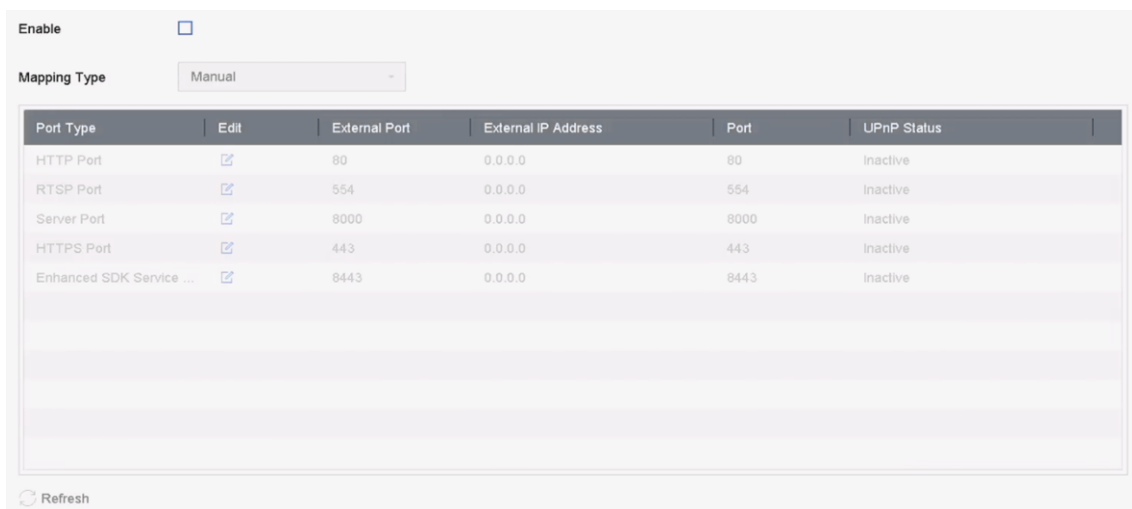 Enable
Mapping Type Manual
Port Type Edit External Port External IP Address Port UPnP Status
HTTP Port 80 0.0.0.0 80 Inactive
RTSP Port 554 0.0.0.0 554 Inactive
Server Port 8000 0.0.0.0 8000 Inactive
HTTPS Port 443 0.0.0.0 443 Inactive
Enhanced SDK Service ... 8443 0.0.0.0 8443 Inactive
Refresh